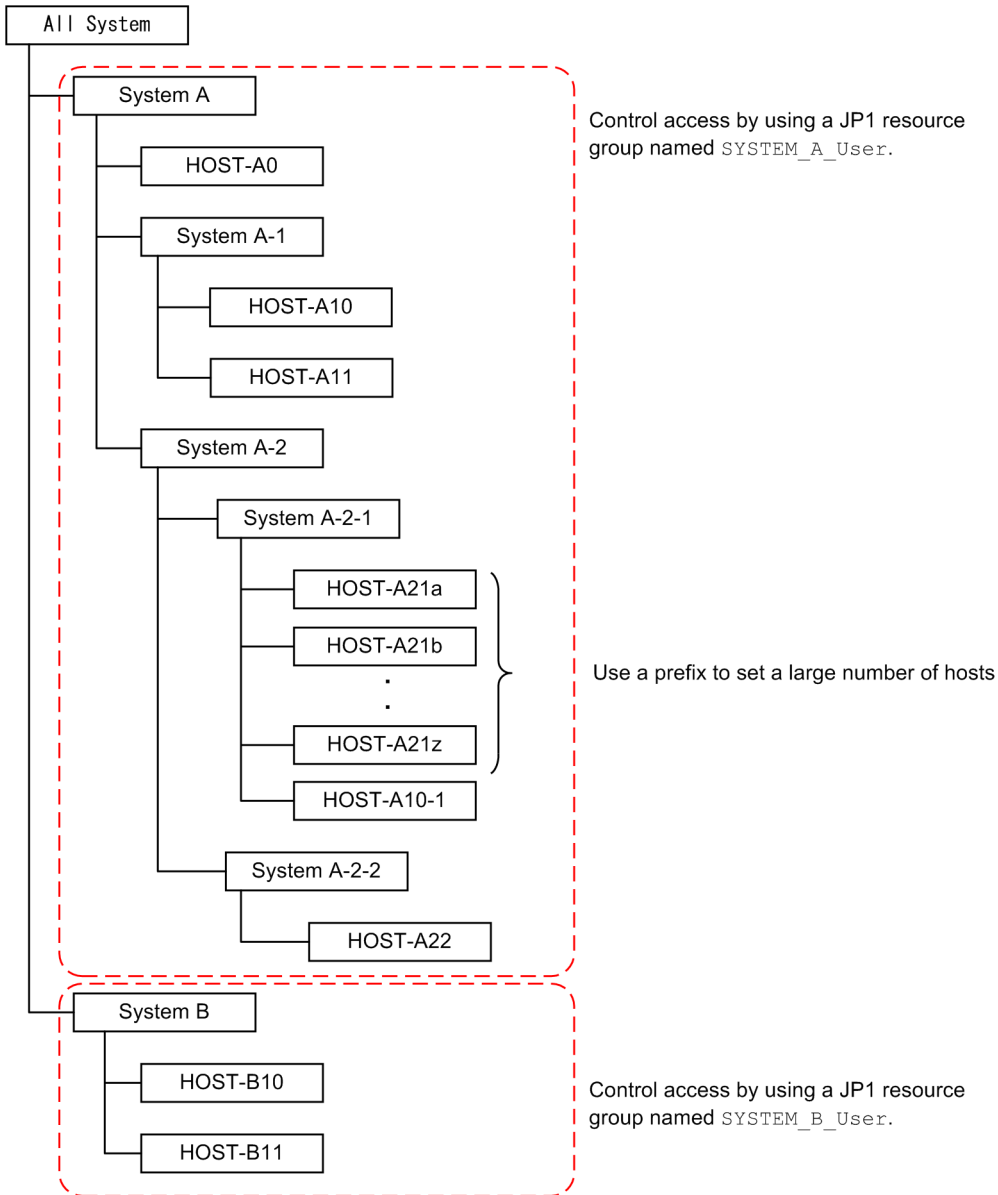 All System
System A
Control access by using a JP1 resource
group named SYSTEM_A_User.
HOST-A0
System A-1
HOST-A10
HOST-A11
System A-2
System A-2-1
HOST-A21a
HOST-A21b
Use a prefix to set a large number of hosts
HOST-A21z
HOST-A10-1
System A-2-2
HOST-A22
System B
HOST-B10
Control access by using a JP1 resource
group named SYSTEM_B_User.
HOST-B11